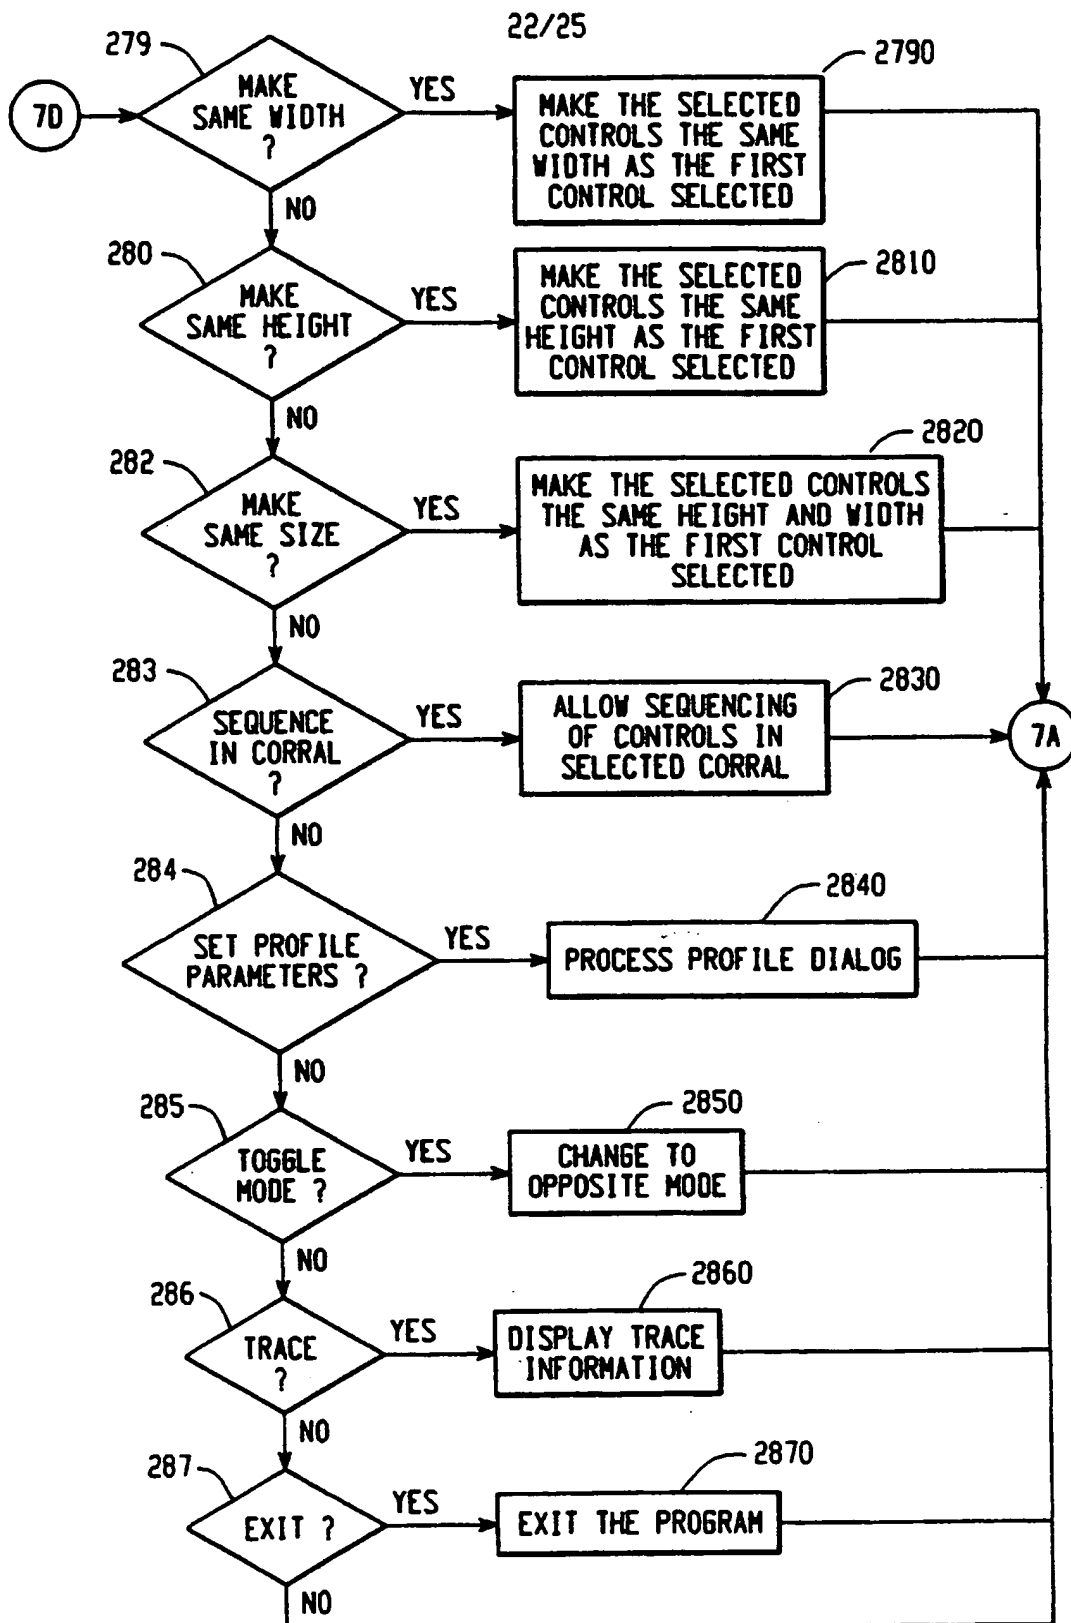 22/25
279
2790
7D
MAKE
SAME WIDTH
?
YES
MAKE THE SELECTED
CONTROLS THE SAME
WIDTH AS THE FIRST
CONTROL SELECTED
NO
280
2810
MAKE
SAME HEIGHT
?
YES
MAKE THE SELECTED
CONTROLS THE SAME
HEIGHT AS THE FIRST
CONTROL SELECTED
NO
282
2820
MAKE
SAME SIZE
?
YES
MAKE THE SELECTED CONTROLS
THE SAME HEIGHT AND WIDTH
AS THE FIRST CONTROL
SELECTED
NO
283
2830
SEQUENCE
IN CORRAL
?
YES
ALLOW SEQUENCING
OF CONTROLS IN
SELECTED CORRAL
7A
NO
284
2840
SET PROFILE
PARAMETERS ?
YES
PROCESS PROFILE DIALOG
NO
285
2850
TOGGLE
MODE ?
YES
CHANGE TO
OPPOSITE MODE
NO
286
2860
TRACE
?
YES
DISPLAY TRACE
INFORMATION
NO
287
2870
EXIT ?
YES
EXIT THE PROGRAM
NO